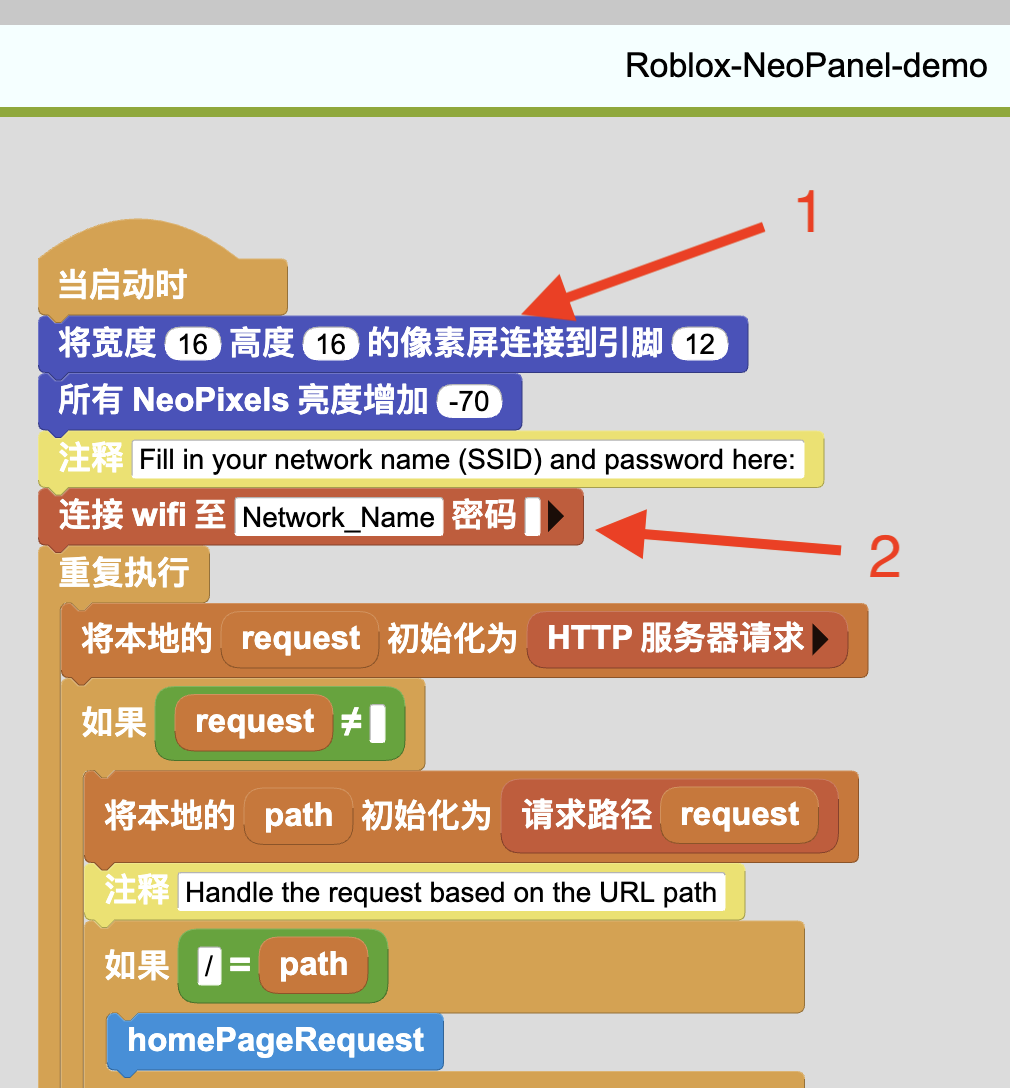 Roblox-NeoPanel-demo
1
当启动时
将宽度 16 高度 16 的像素屏连接到引脚 12
所有 NeoPixels 亮度增加 -70
注释 Fill in your network name (SSID) and password here:
连接 wifi 至 Network_Name 密码
2
重复执行
将本地的 request 初始化为 HTTP 服务器请求
如果 request ≠
将本地的 path 初始化为 请求路径 request
注释 Handle the request based on the URL path
如果 / = path
homePageRequest